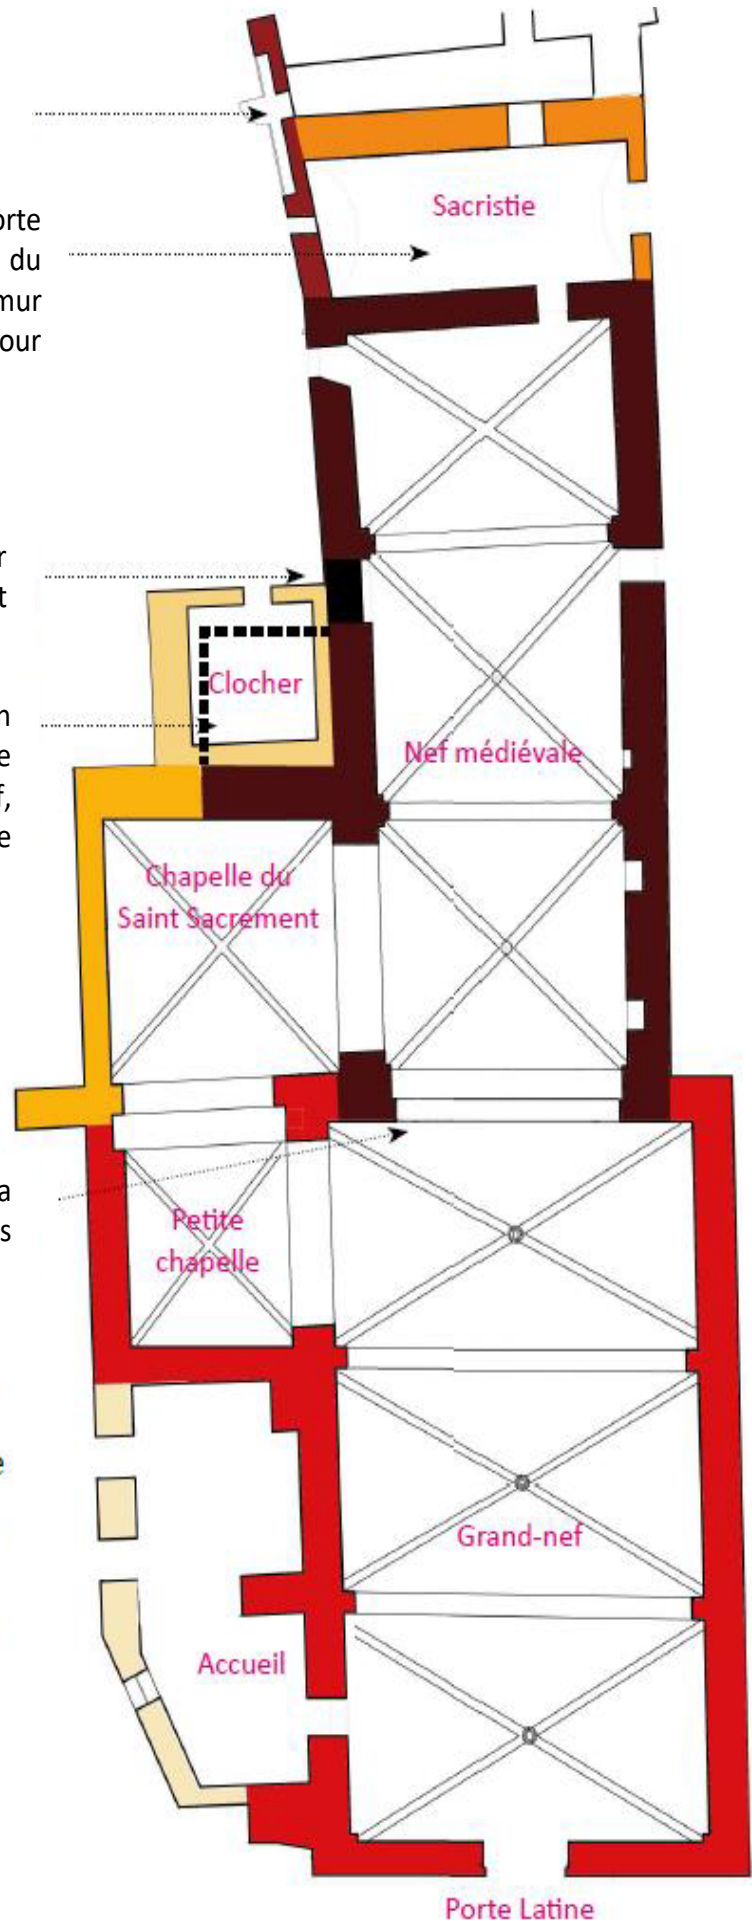 orte
du
mur
our
Sacristie
r
t
Clocher
n
e
f,
e
Nef médiévale
Chapelle du
Saint Sacrement
a
s
Petite
chapelle
e
Grand-nef
Accueil
Porte Latine